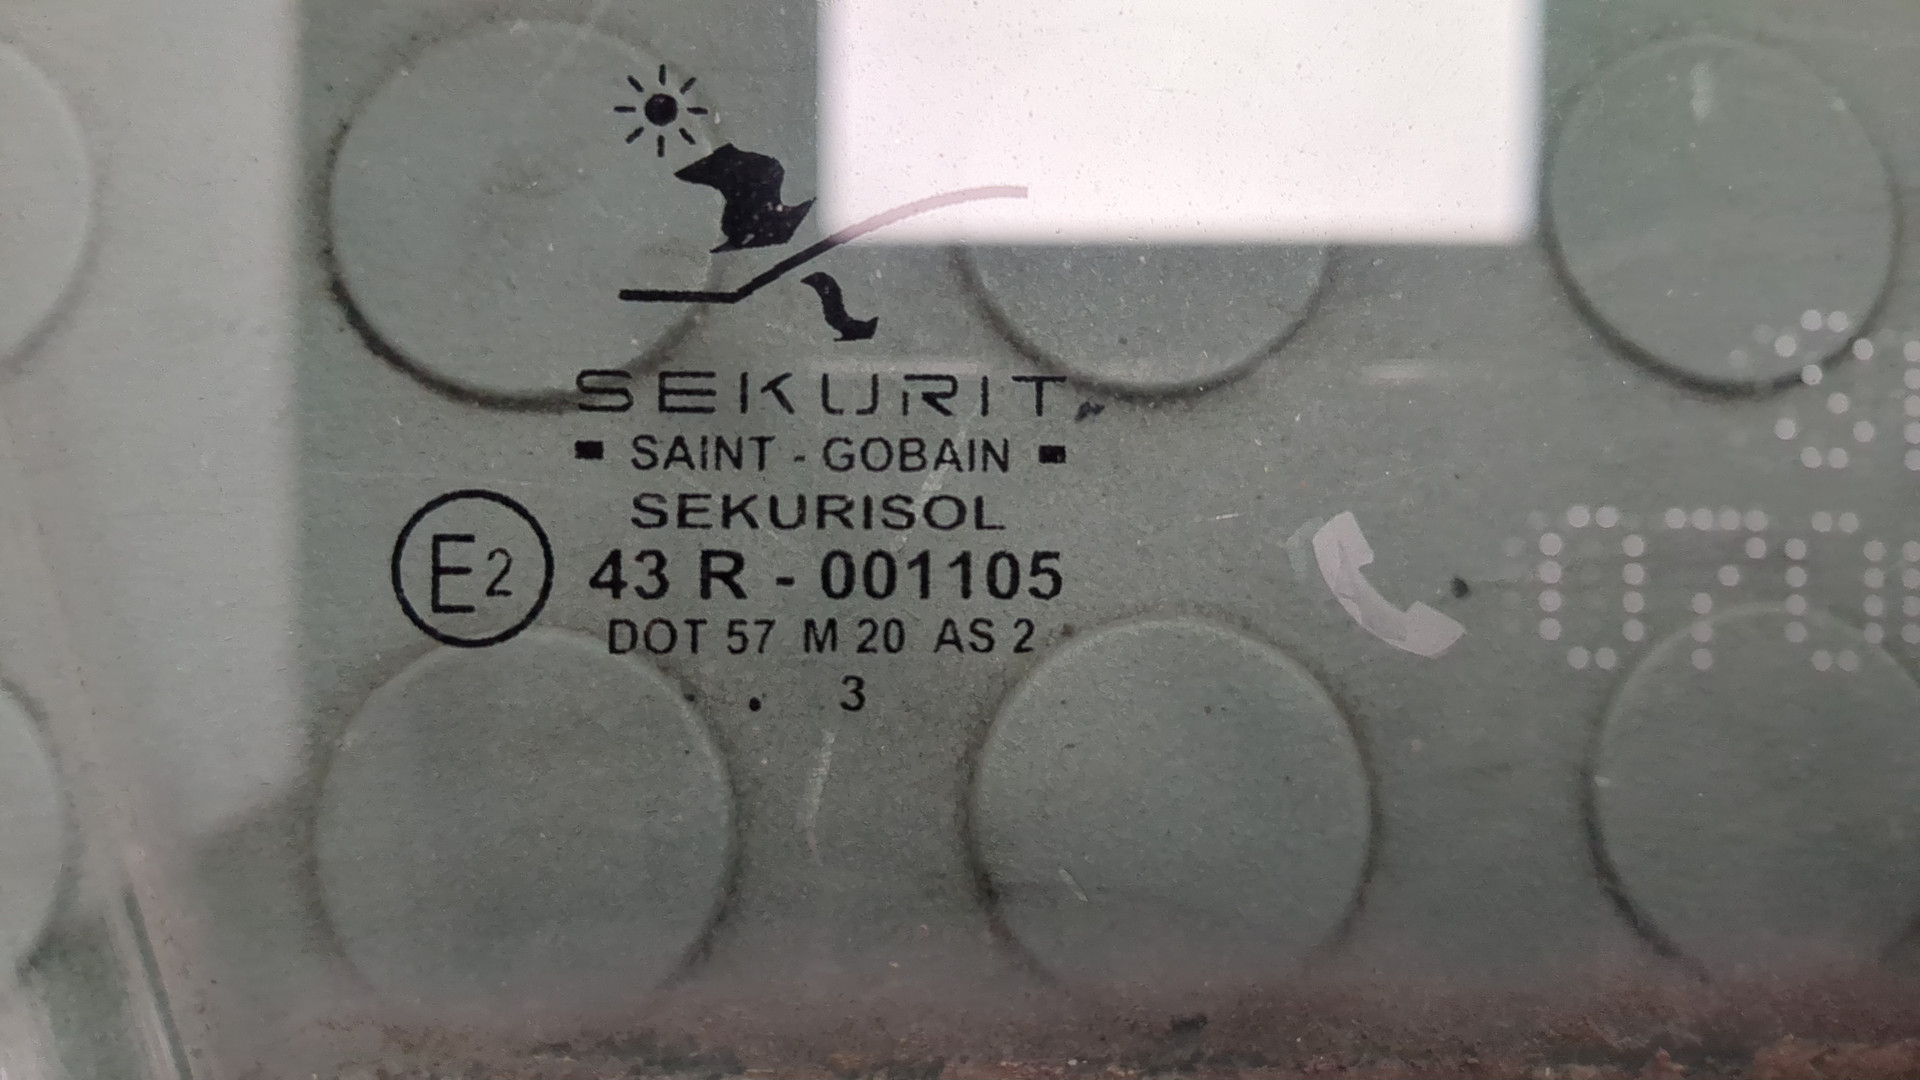 SEKURIT
▪ SAINT - GOBAIN ▪
SEKURISOL
E2
43 R - 001105
DOT 57 M 20 AS 2
. . 3